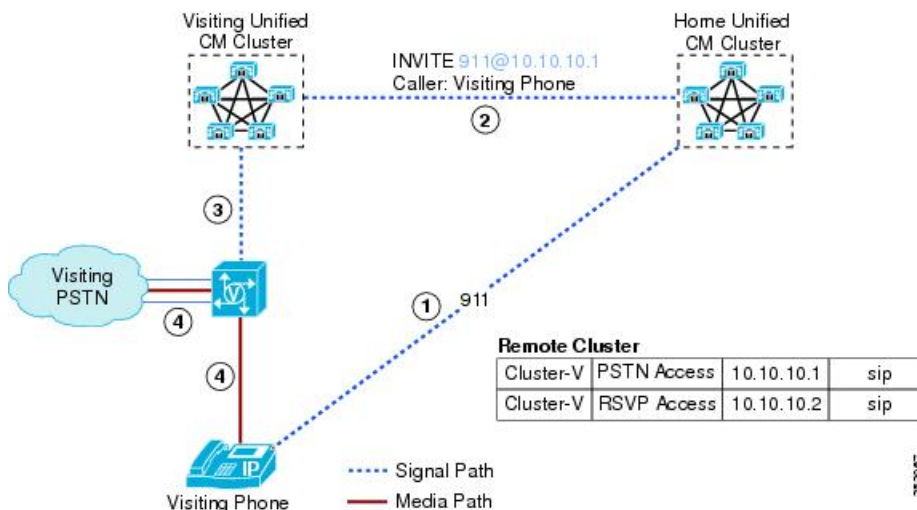 Visiting Unified
CM Cluster
Home Unified
CM Cluster
INVITE 911@10.10.10.1
Caller: Visiting Phone
2
3
Visiting
PSTN
V
4
1
911
4
Remote Cluster
Cluster-V PSTN Access 10.10.10.1 sip
Cluster-V RSVP Access 10.10.10.2 sip
IP
Visiting Phone
Signal Path
Media Path